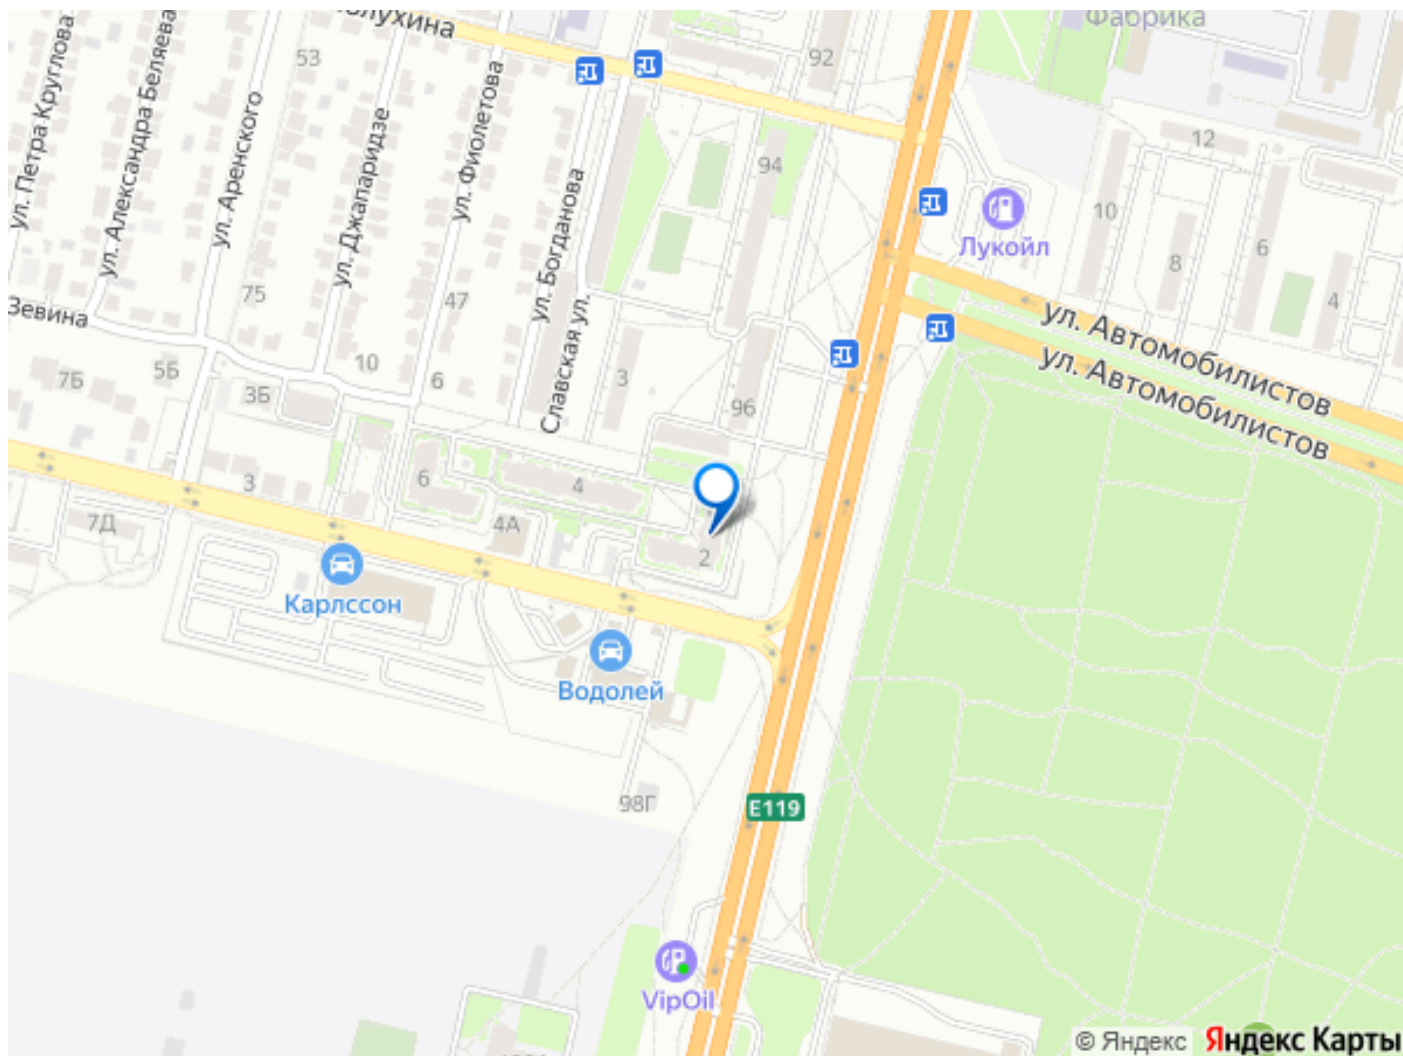 Фабрика
92
53
ул. Петра Круглова
ул. Александра Беляева
ул. Аренского
ул. Джапаридзе
ул. Фиолетова
ул. Богданова
Славская ул.
94
12
10
8
6
4
Лукойл
ул. Автомобилистов
ул. Автомобилистов
75
47
Зевина
7Б
5Б
3Б
10
6
3
96
6
4
3
7Д
4А
2
Карлссон
Водолей
98Г
E119
VipOil
© Яндекс Яндекс Карты